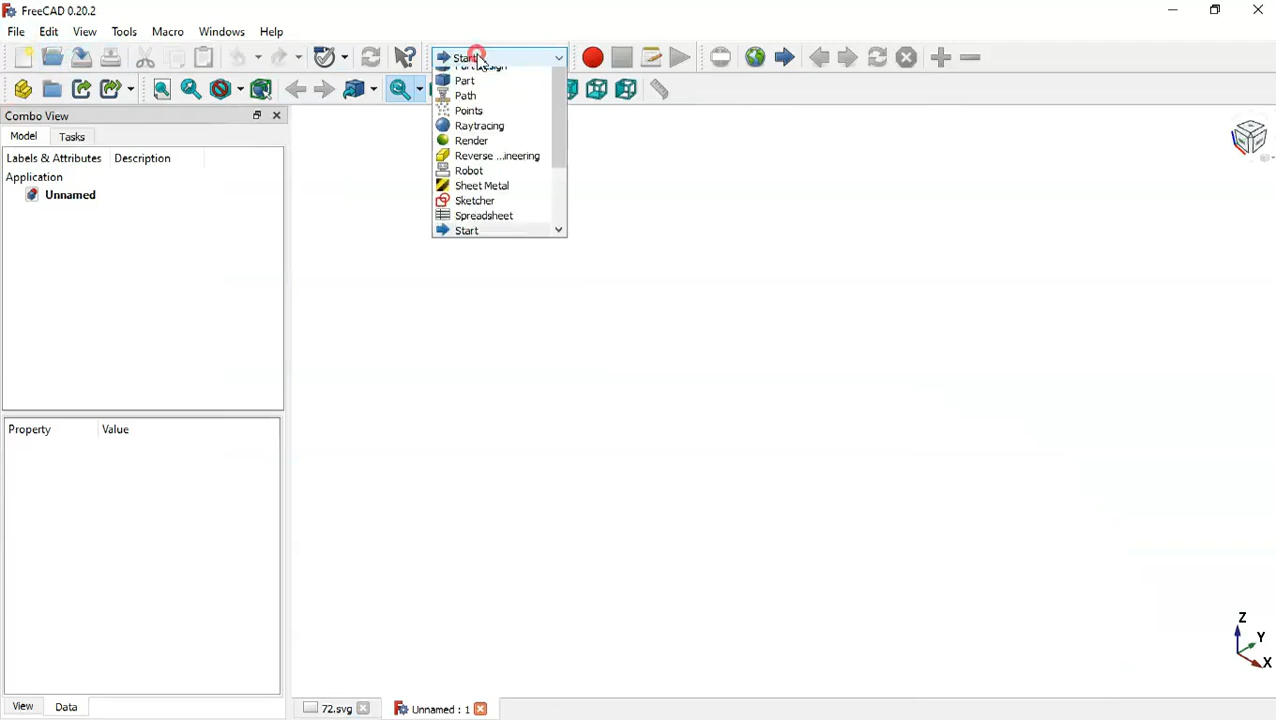 FreeCAD 0.20.2
File Edit View Tools Macro Windows Help
Start
Part Design
Part
Path
Points
Raytracing
Render
Reverse ...ineering
Robot
Sheet Metal
Sketcher
Spreadsheet
Start
Combo View
Model Tasks
Labels & Attributes Description
Application
Unnamed
Property Value
View Data
72.svg
Unnamed : 1
Z
Y
X